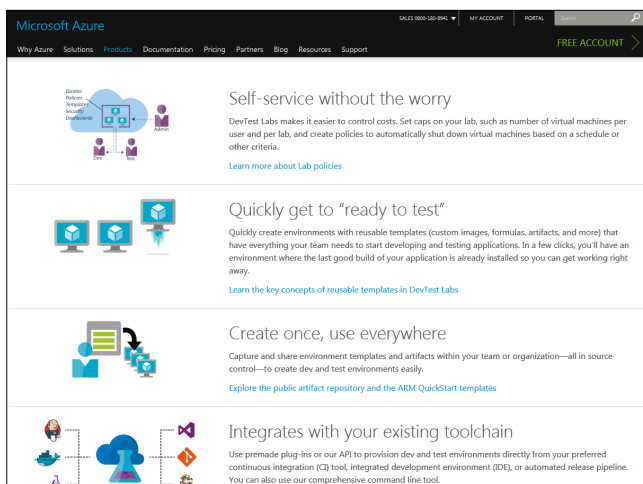 Microsoft Azure
SALES 0800-180-8941 MY ACCOUNT PORTAL Search
Why Azure Solutions Products Documentation Pricing Partners Blog Resources Support
FREE ACCOUNT
Quotas
Policies
Templates
Security
Dashboards
Admin
Dev Test
Self-service without the worry
DevTest Labs makes it easier to control costs. Set caps on your lab, such as number of virtual machines per
user and per lab, and create policies to automatically shut down virtual machines based on a schedule or
other criteria.
Learn more about Lab policies
Quickly get to “ready to test”
Quickly create environments with reusable templates (custom images, formulas, artifacts, and more) that
have everything your team needs to start developing and testing applications. In a few clicks, you’ll have an
environment where the last good build of your application is already installed so you can get working right
away.
Learn the key concepts of reusable templates in DevTest Labs
Create once, use everywhere
Capture and share environment templates and artifacts within your team or organization—all in source
control—to create dev and test environments easily.
Explore the public artifact repository and the ARM QuickStart templates
Integrates with your existing toolchain
Use premade plug-ins or our API to provision dev and test environments directly from your preferred
continuous integration (CI) tool, integrated development environment (IDE), or automated release pipeline.
You can also use our comprehensive command line tool.